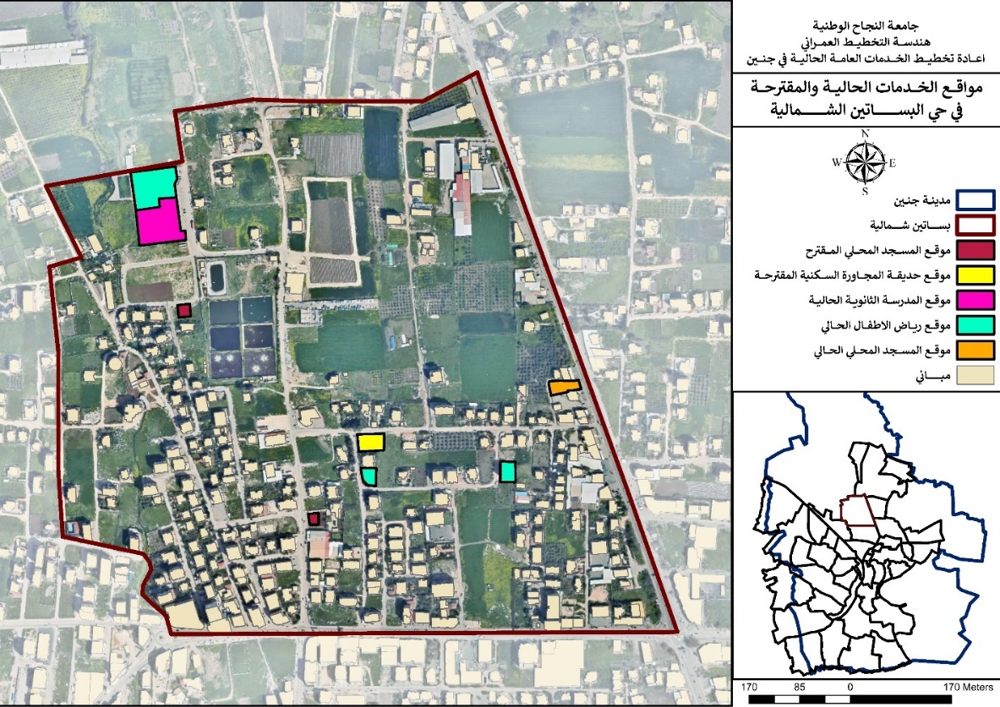 جامعة النجاح الوطنية
هندسة التخطيط العمراني
اعادة تخطيط الخدمات العامة الحالية في جنين
مواقع الخدمات الحالية والمقترحة
في حي البساتين الشمالية
N
W E
S
مدينة جنين
بساتين شمالية
موقع المسجد المحلي المقترح
موقع حديقة المجاورة السكنية المقترحة
موقع المدرسة الثانوية الحالية
موقع رياض الاطفال الحالي
موقع المسجد المحلي الحالي
مباني
170 85 0 170 Meters